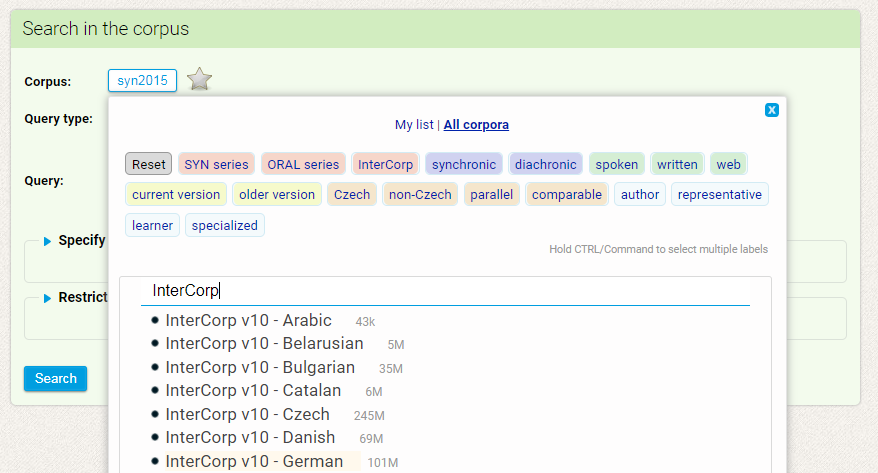 Search in the corpus
Corpus: syn2015
Query type:
X
My list | All corpora
Reset SYN series ORAL series InterCorp synchronic diachronic spoken written web
Query:
current version older version Czech non-Czech parallel comparable author representative
learner specialized
Specify
Hold CTRL/Command to select multiple labels
InterCorp
Restrict
InterCorp v10 - Arabic 43k
InterCorp v10 - Belarusian 5M
InterCorp v10 - Bulgarian 35M
Search
InterCorp v10 - Catalan 6M
InterCorp v10 - Czech 245M
InterCorp v10 - Danish 69M
InterCorp v10 - German 101M